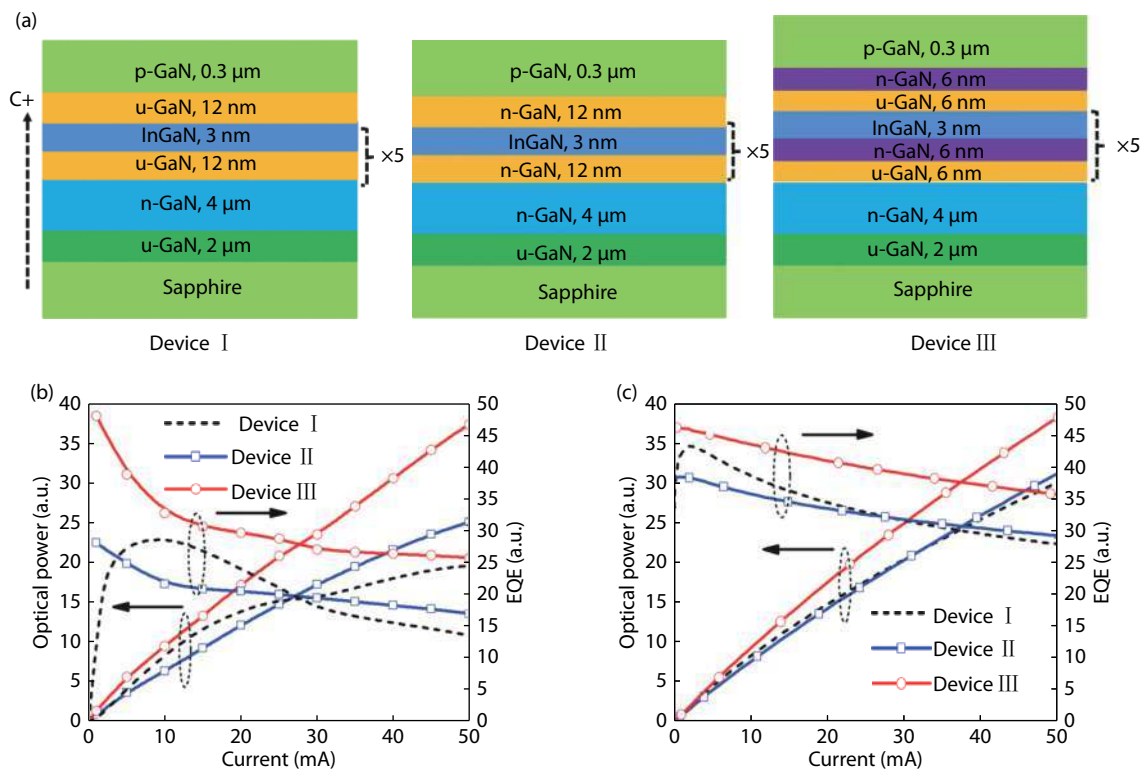 (a)
C+
p-GaN, 0.3 μm
u-GaN, 12 nm
InGaN, 3 nm
u-GaN, 12 nm
n-GaN, 4 μm
u-GaN, 2 μm
Sapphire
×5
Device Ⅰ
p-GaN, 0.3 μm
n-GaN, 12 nm
InGaN, 3 nm
n-GaN, 12 nm
n-GaN, 4 μm
u-GaN, 2 μm
Sapphire
×5
Device Ⅱ
p-GaN, 0.3 μm
n-GaN, 6 nm
u-GaN, 6 nm
InGaN, 3 nm
n-GaN, 6 nm
u-GaN, 6 nm
n-GaN, 4 μm
u-GaN, 2 μm
Sapphire
×5
Device Ⅲ
(b)
Optical power (a.u.)
40
35
30
25
20
15
10
5
0
Device Ⅰ
Device Ⅱ
Device Ⅲ
50
45
40
35
30
25
20
15
10
5
0
EQE (a.u.)
0 10 20 30 40 50
Current (mA)
(c)
Optical power (a.u.)
40
35
30
25
20
15
10
5
0
Device Ⅰ
Device Ⅱ
Device Ⅲ
50
45
40
35
30
25
20
15
10
5
0
EQE (a.u.)
0 10 20 30 40 50
Current (mA)